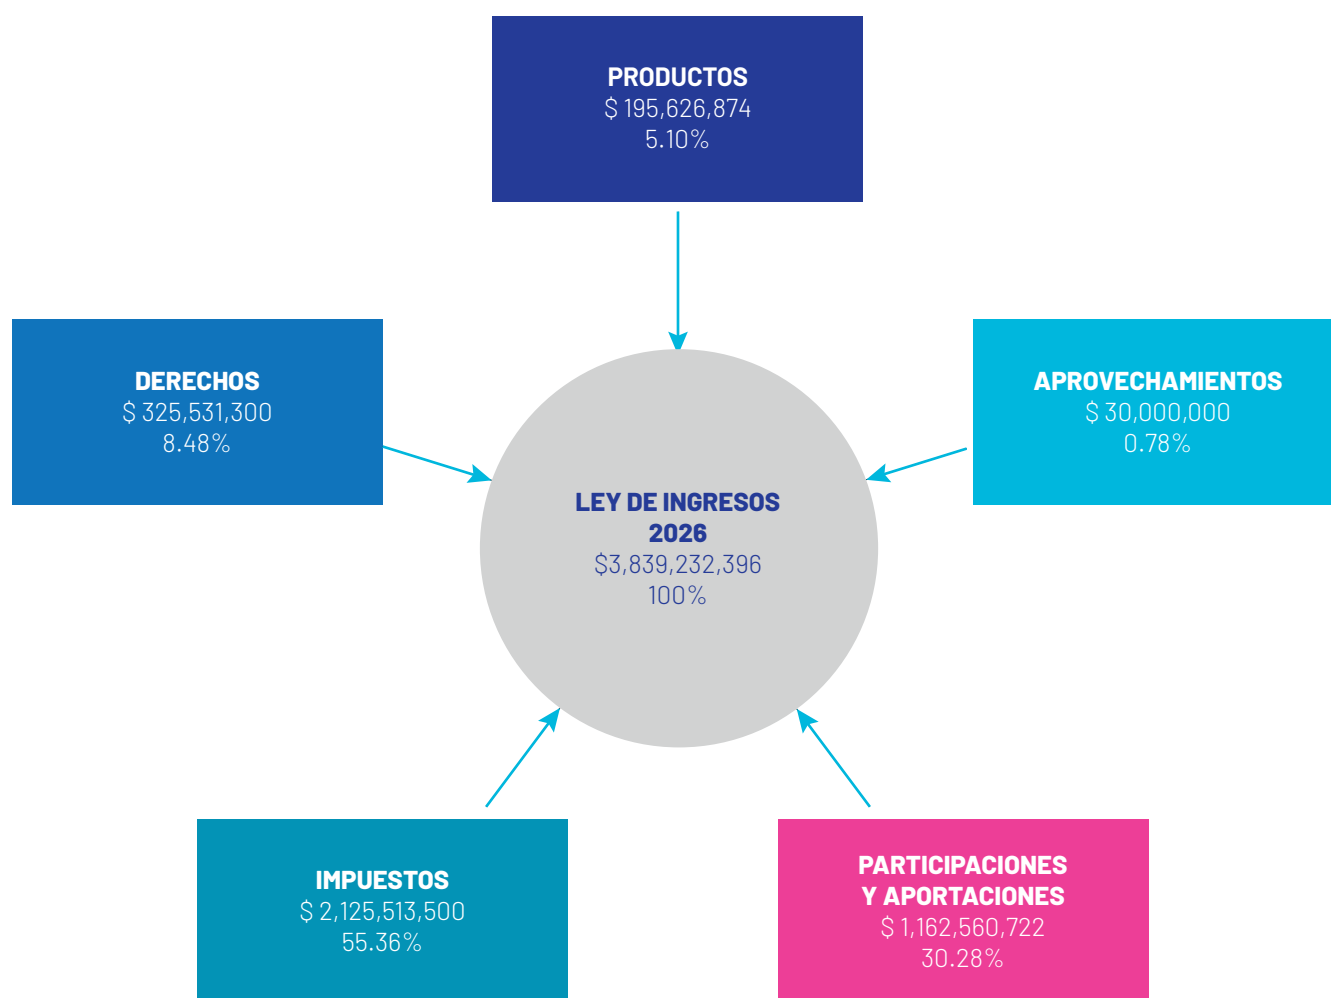 PRODUCTOS
$ 195,626,874
5.10%
DERECHOS
$ 325,531,300
8.48%
APROVECHAMIENTOS
$ 30,000,000
0.78%
LEY DE INGRESOS
2026
$3,839,232,396
100%
IMPUESTOS
$ 2,125,513,500
55.36%
PARTICIPACIONES
Y APORTACIONES
$ 1,162,560,722
30.28%